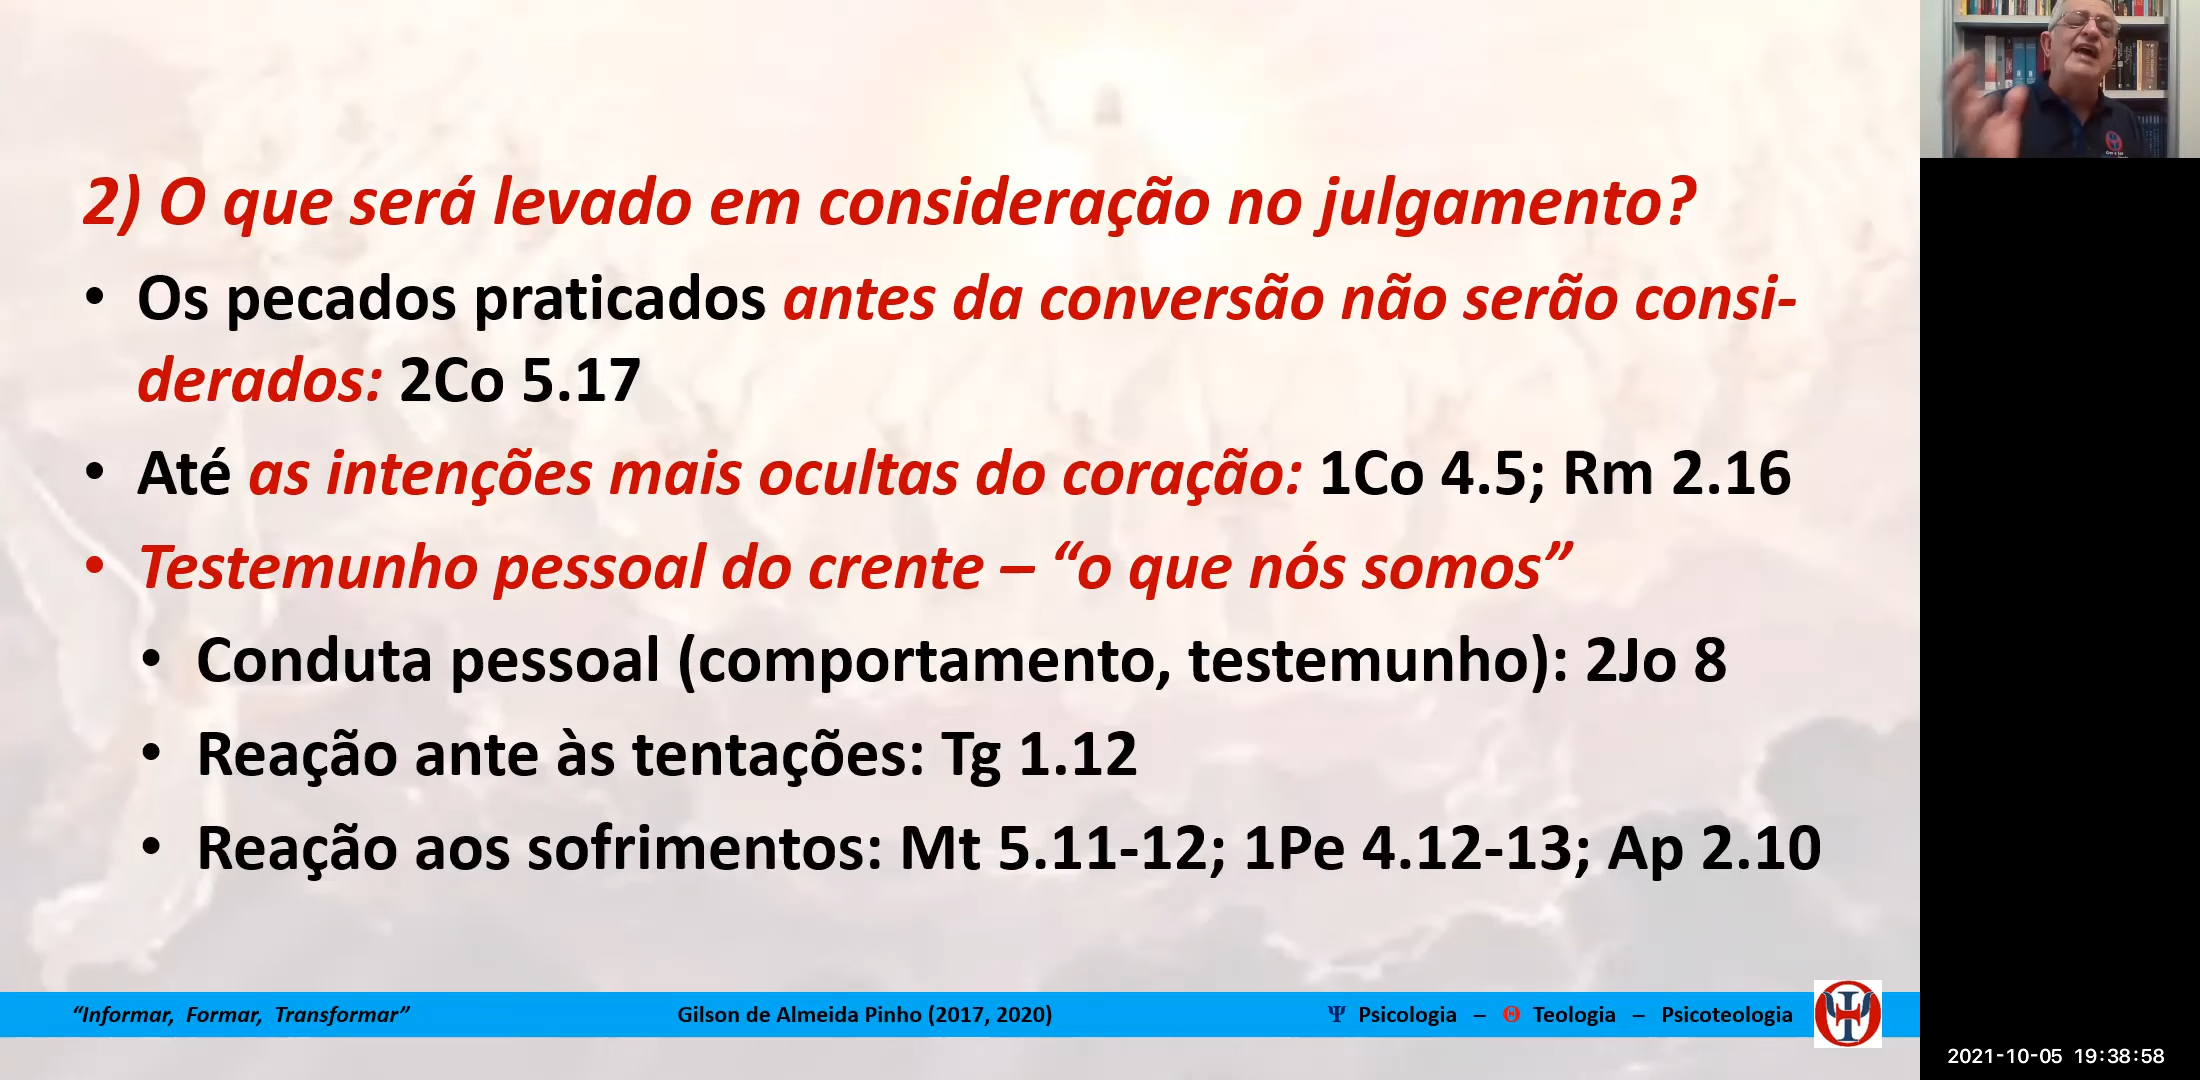 2) O que será levado em consideração no julgamento?
• Os pecados praticados antes da conversão não serão consi-
derados: 2Co 5.17
• Até as intenções mais ocultas do coração: 1Co 4.5; Rm 2.16
• Testemunho pessoal do crente – “o que nós somos”
• Conduta pessoal (comportamento, testemunho): 2Jo 8
• Reação ante às tentações: Tg 1.12
• Reação aos sofrimentos: Mt 5.11-12; 1Pe 4.12-13; Ap 2.10
“Informar, Formar, Transformar”
Gilson de Almeida Pinho (2017, 2020)
Ψ Psicologia – Θ Teologia – Psicoteologia
2021-10-05 19:38:58